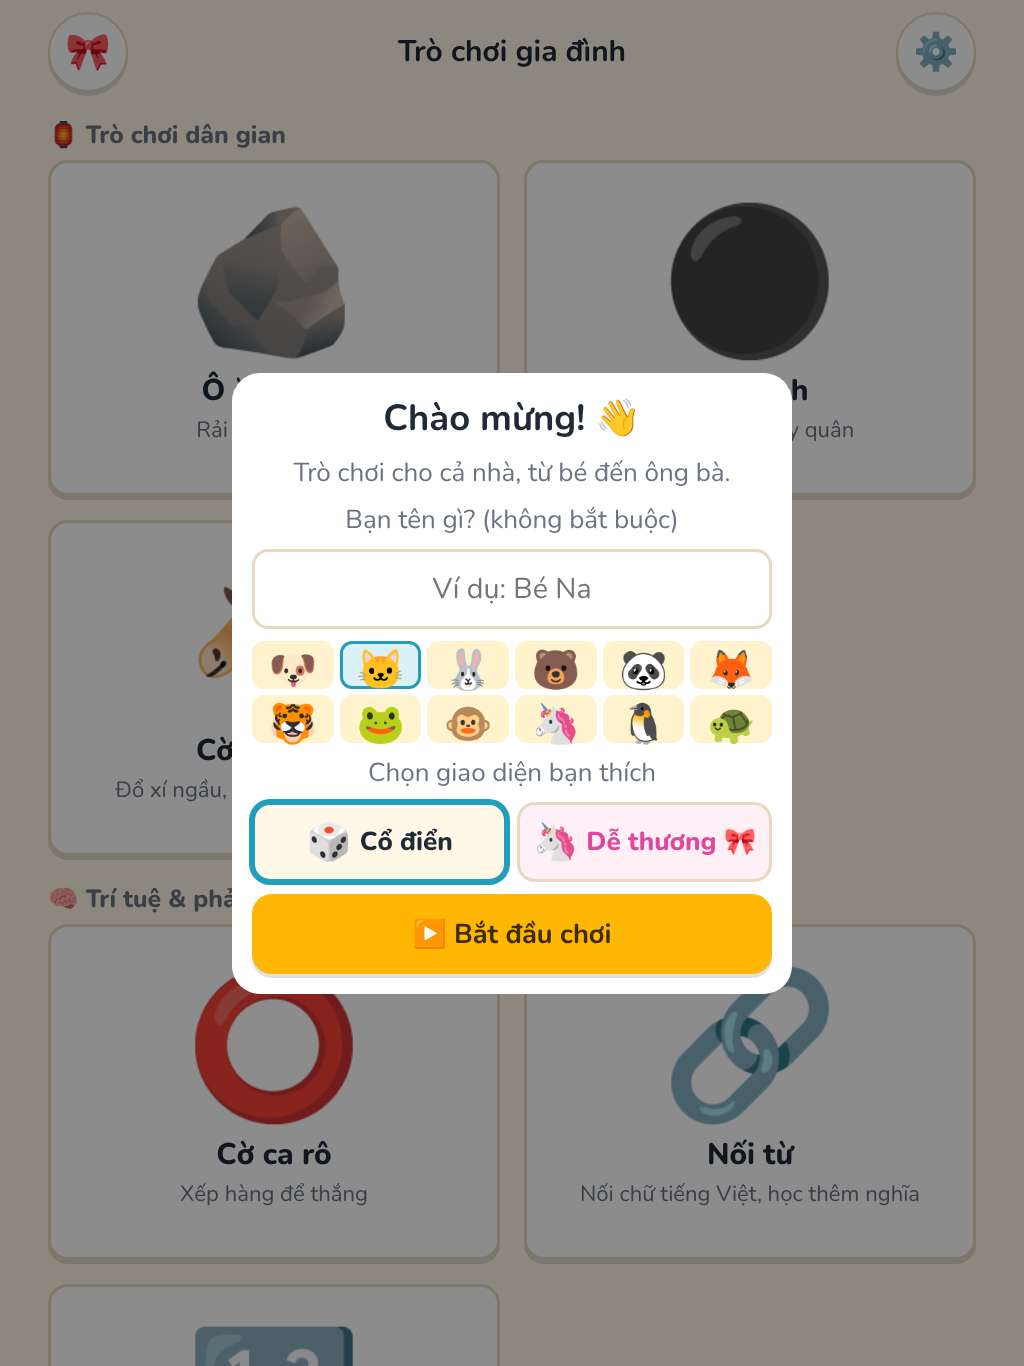 Trò chơi gia đình
Trò chơi dân gian
Ô
h
Rải
quân
Chào mừng!
Trò chơi cho cả nhà, từ bé đến ông bà.
Bạn tên gì? (không bắt buộc)
Ví dụ: Bé Na
Chọn giao diện bạn thích
Cổ điển
Dễ thương
Bắt đầu chơi
Cờ
Đổ xí ngầu,
Trí tuệ &
Cờ ca rô
Xếp hàng để thắng
Nối từ
Nối chữ tiếng Việt, học thêm nghĩa